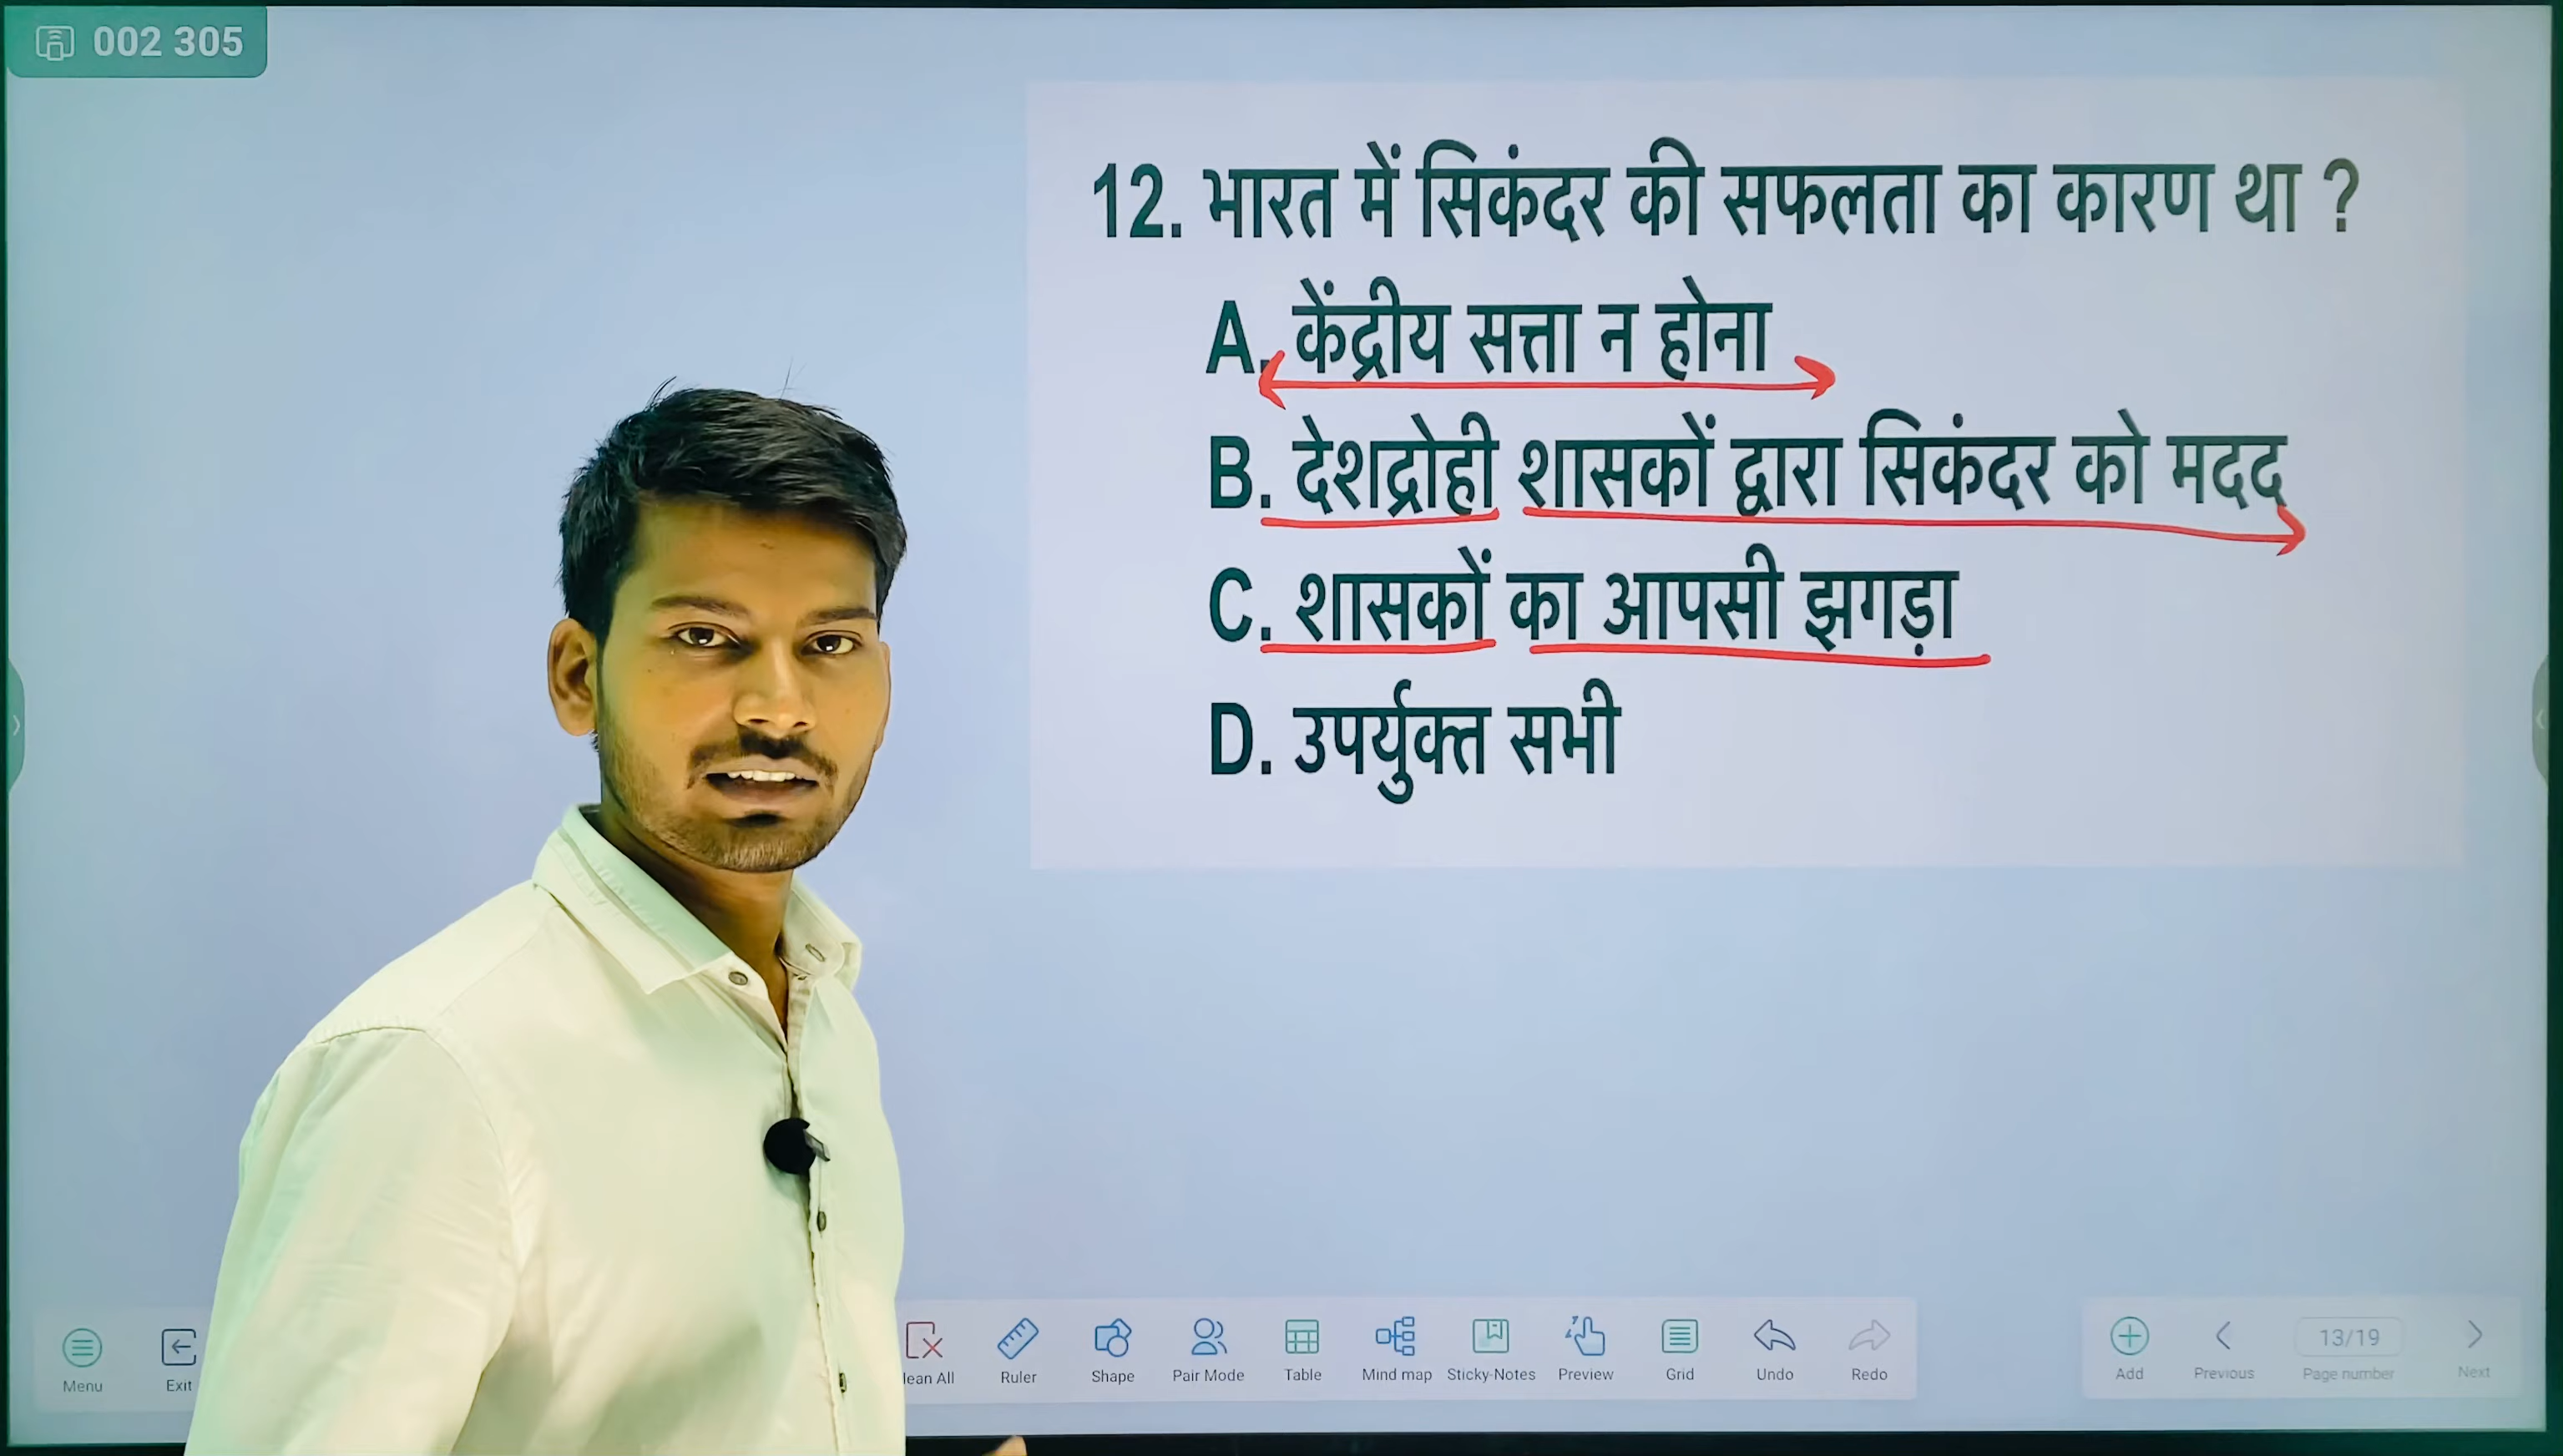 002 305
12. भारत में सिकंदर की सफलता का कारण था ?
A. केंद्रीय सत्ता न होना
B. देशद्रोही शासकों द्वारा सिकंदर को मदद
C. शासकों का आपसी झगड़ा
D. उपर्युक्त सभी
Menu Exit lean All Ruler Shape Pair Mode Table Mind map Sticky-Notes Preview Grid Undo Redo Add Previous 13/19 Page number Next